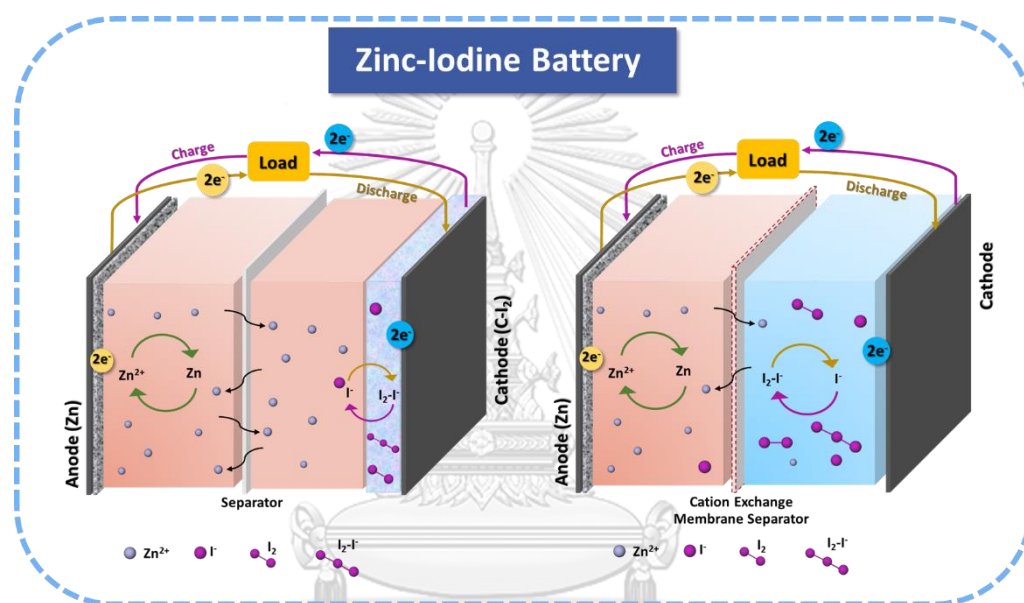 Zinc-Iodine Battery
Charge
Load
2e⁻
2e⁻
Discharge
Anode (Zn)
2e⁻
Zn²⁺
Zn
I⁻
I₂-I⁻
2e⁻
Cathode (C-I₂)
Separator
Zn²⁺
I⁻
I₂
I₂-I⁻
Charge
Load
2e⁻
2e⁻
Discharge
Anode (Zn)
2e⁻
Zn²⁺
Zn
I₂-I⁻
I⁻
2e⁻
Cathode
Cation Exchange
Membrane Separator
Zn²⁺
I⁻
I₂
I₂-I⁻